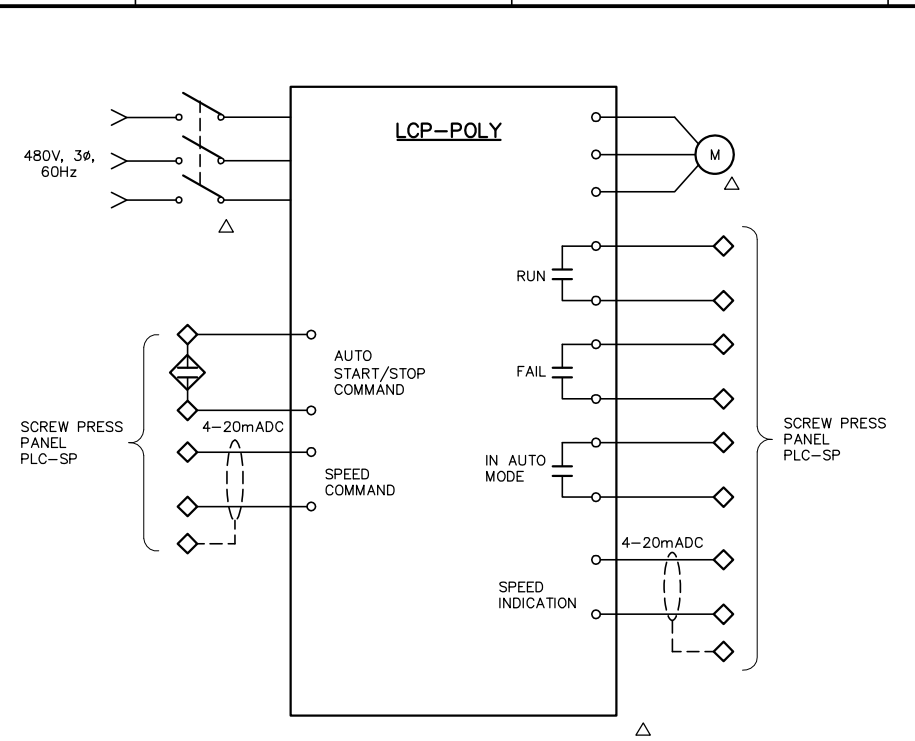 LCP-POLY
480V, 3ø,
60Hz
M
RUN
FAIL
IN AUTO
MODE
4-20mADC
SPEED
INDICATION
SCREW PRESS
PANEL
PLC-SP
AUTO
START/STOP
COMMAND
4-20mADC
SPEED
COMMAND
SCREW PRESS
PANEL
PLC-SP